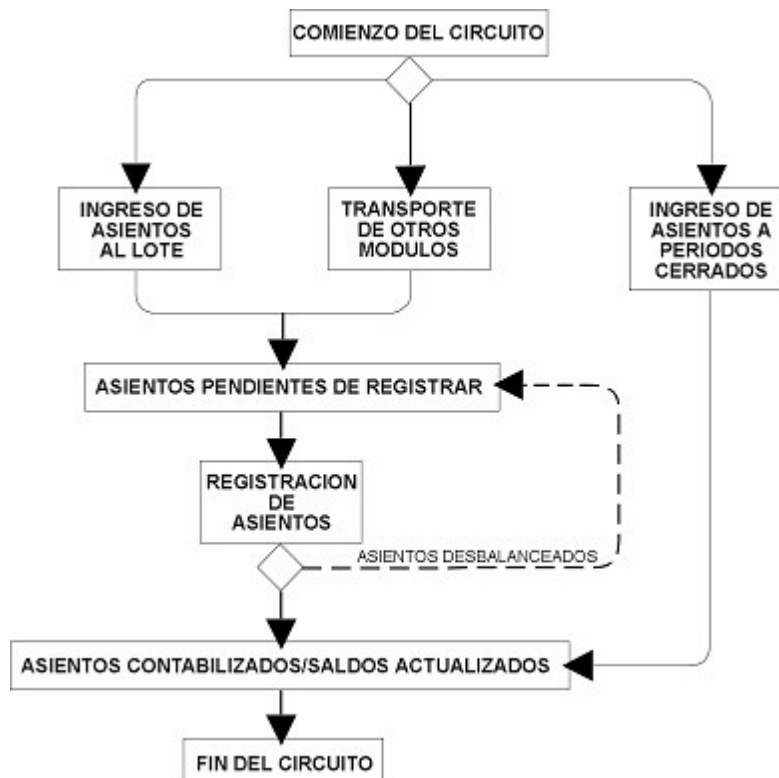 COMIENZO DEL CIRCUITO
INGRESO DE
ASIENTOS
AL LOTE
TRANSPORTE
DE OTROS
MODULOS
INGRESO DE
ASIENTOS A
PERIODOS
CERRADOS
ASIENTOS PENDIENTES DE REGISTRAR
REGISTRACION
DE
ASIENTOS
ASIENTOS DESBALANCEADOS
ASIENTOS CONTABILIZADOS/SALDOS ACTUALIZADOS
FIN DEL CIRCUITO